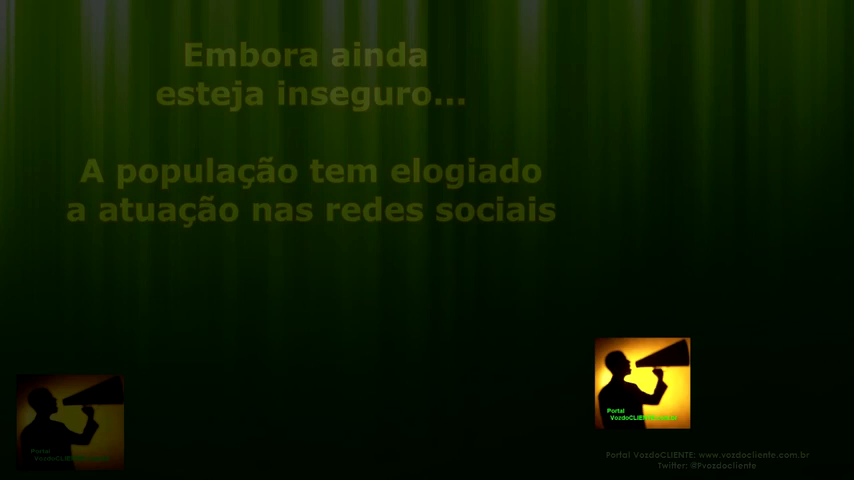 Embora ainda
esteja inseguro...
A população tem elogiado
a atuação nas redes sociais
Portal
Portal
Portal VozdoCLIENTE: www.vozdocliente.com.br
Twitter: @Pvozdocliente